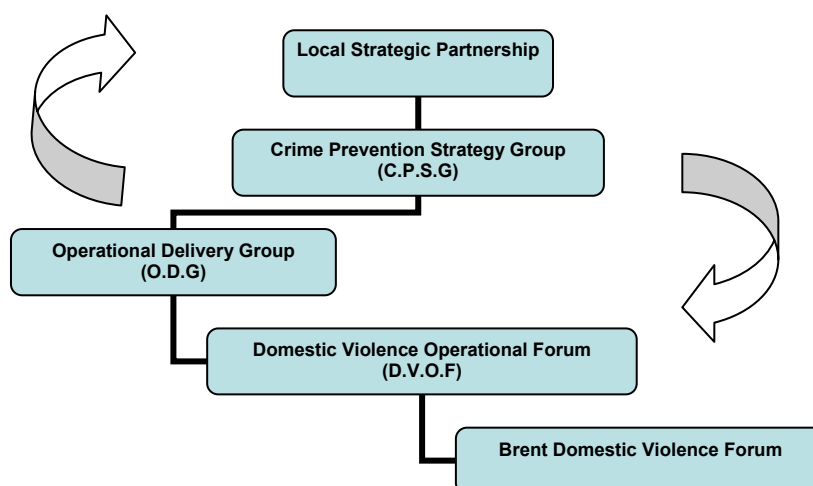 Local Strategic Partnership
Crime Prevention Strategy Group
(C.P.S.G)
Operational Delivery Group
(O.D.G)
Domestic Violence Operational Forum
(D.V.O.F)
Brent Domestic Violence Forum